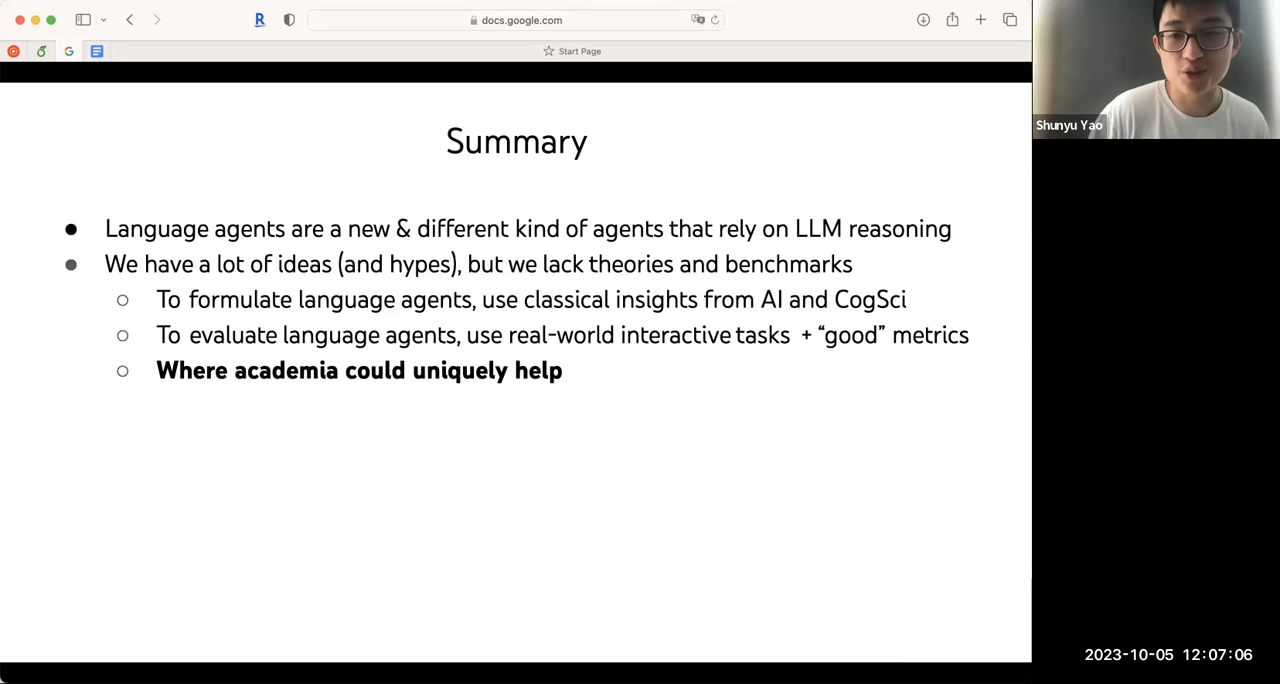 docs.google.com
Start Page
Summary
Language agents are a new & different kind of agents that rely on LLM reasoning
We have a lot of ideas (and hypes), but we lack theories and benchmarks
To formulate language agents, use classical insights from AI and CogSci
To evaluate language agents, use real-world interactive tasks + “good” metrics
Where academia could uniquely help
Shunyu Yao
2023-10-05 12:07:06